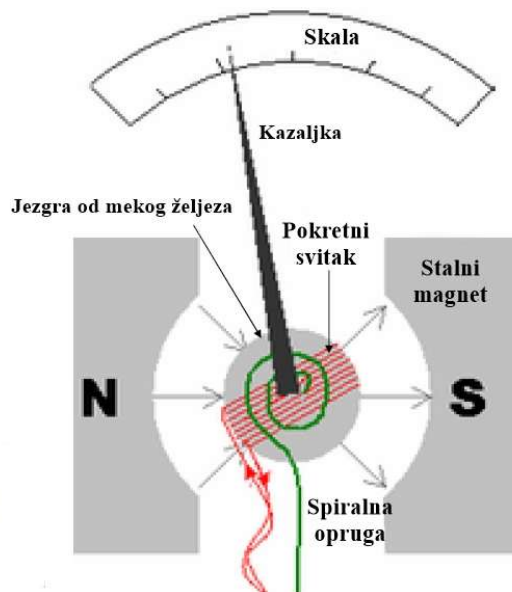 Skala
Kazaljka
Jezgra od mekog željeza
Pokretni
svitak
Stalni
magnet
N
S
Spiralna
opruga